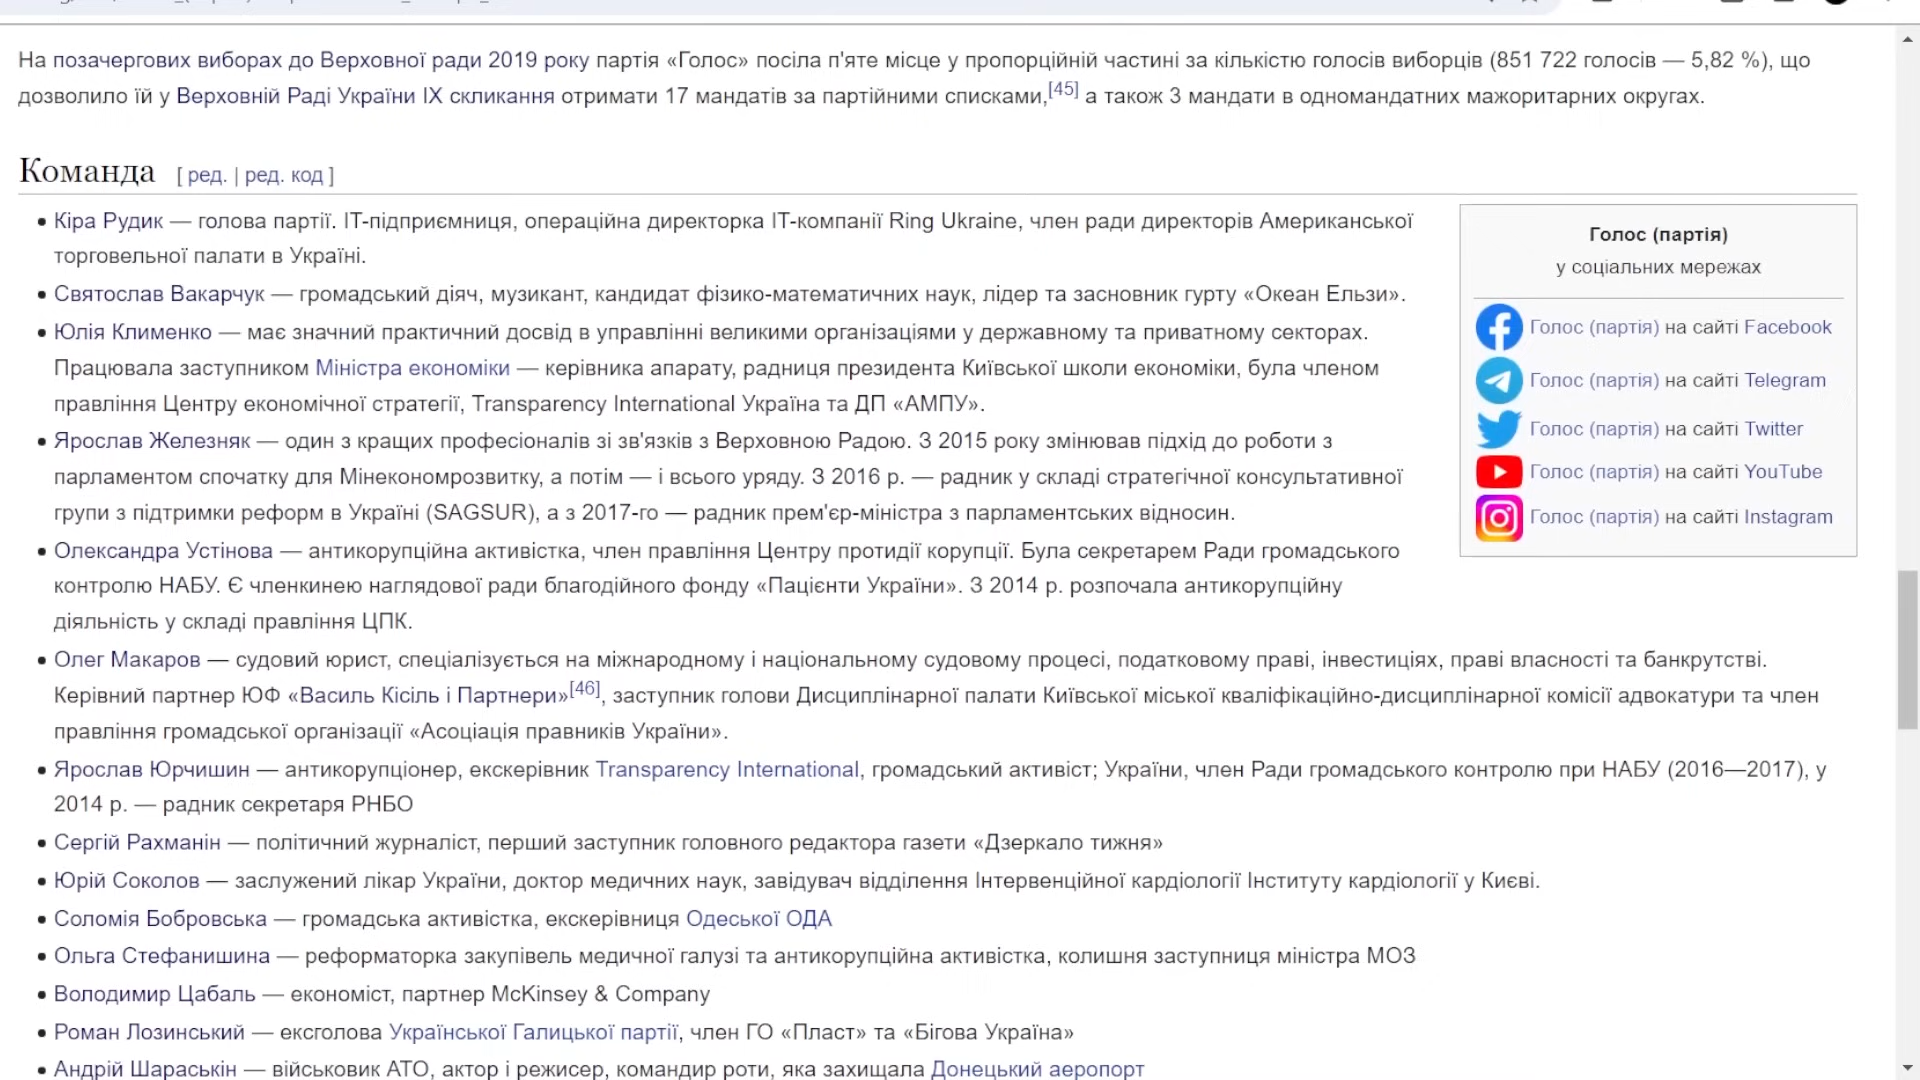 На позачергових виборах до Верховної ради 2019 року партія «Голос» посіла п'яте місце у пропорційній частині за кількістю голосів виборців (851 722 голосів — 5,82 %), що
дозволило їй у Верховній Раді України IX скликання отримати 17 мандатів за партійними списками,[45] а також 3 мандати в одномандатних мажоритарних округах.
Команда [ ред. | ред. код ]
• Кіра Рудик — голова партії. ІТ-підприємниця, операційна директорка ІТ-компанії Ring Ukraine, член ради директорів Американської
торговельної палати в Україні.
• Святослав Вакарчук — громадський діяч, музикант, кандидат фізико-математичних наук, лідер та засновник гурту «Океан Ельзи».
• Юлія Клименко — має значний практичний досвід в управлінні великими організаціями у державному та приватному секторах.
Працювала заступником Міністра економіки — керівника апарату, радниця президента Київської школи економіки, була членом
правління Центру економічної стратегії, Transparency International Україна та ДП «АМПУ».
• Ярослав Железняк — один з кращих професіоналів зі зв'язків з Верховною Радою. З 2015 року змінював підхід до роботи з
парламентом спочатку для Мінекономрозвитку, а потім — і всього уряду. З 2016 р. — радник у складі стратегічної консультативної
групи з підтримки реформ в Україні (SAGSUR), а з 2017-го — радник прем'єр-міністра з парламентських відносин.
• Олександра Устінова — антикорупційна активістка, член правління Центру протидії корупції. Була секретарем Ради громадського
контролю НАБУ. Є членкинею наглядової ради благодійного фонду «Пацієнти України». З 2014 р. розпочала антикорупційну
діяльність у складі правління ЦПК.
• Олег Макаров — судовий юрист, спеціалізується на міжнародному і національному судовому процесі, податковому праві, інвестиціях, праві власності та банкрутстві.
Керівний партнер ЮФ «Василь Кісіль і Партнери»[46], заступник голови Дисциплінарної палати Київської міської кваліфікаційно-дисциплінарної комісії адвокатури та член
правління громадської організації «Асоціація правників України».
• Ярослав Юрчишин — антикорупціонер, екскерівник Transparency International, громадський активіст; України, член Ради громадського контролю при НАБУ (2016—2017), у
2014 р. — радник секретаря РНБО
• Сергій Рахманін — політичний журналіст, перший заступник головного редактора газети «Дзеркало тижня»
• Юрій Соколов — заслужений лікар України, доктор медичних наук, завідувач відділення Інтервенційної кардіології Інституту кардіології у Києві.
• Соломія Бобровська — громадська активістка, екскерівниця Одеської ОДА
• Ольга Стефанишина — реформаторка закупівель медичної галузі та антикорупційна активістка, колишня заступниця міністра МОЗ
• Володимир Цабаль — економіст, партнер McKinsey & Company
• Роман Лозинський — ексголова Української Галицької партії, член ГО «Пласт» та «Бігова Україна»
• Андрій Шараськін — військовик АТО, актор і режисер, командир роти, яка захищала Донецький аеропорт
Голос (партія)
у соціальних мережах
Голос (партія) на сайті Facebook
Голос (партія) на сайті Telegram
Голос (партія) на сайті Twitter
Голос (партія) на сайті YouTube
Голос (партія) на сайті Instagram